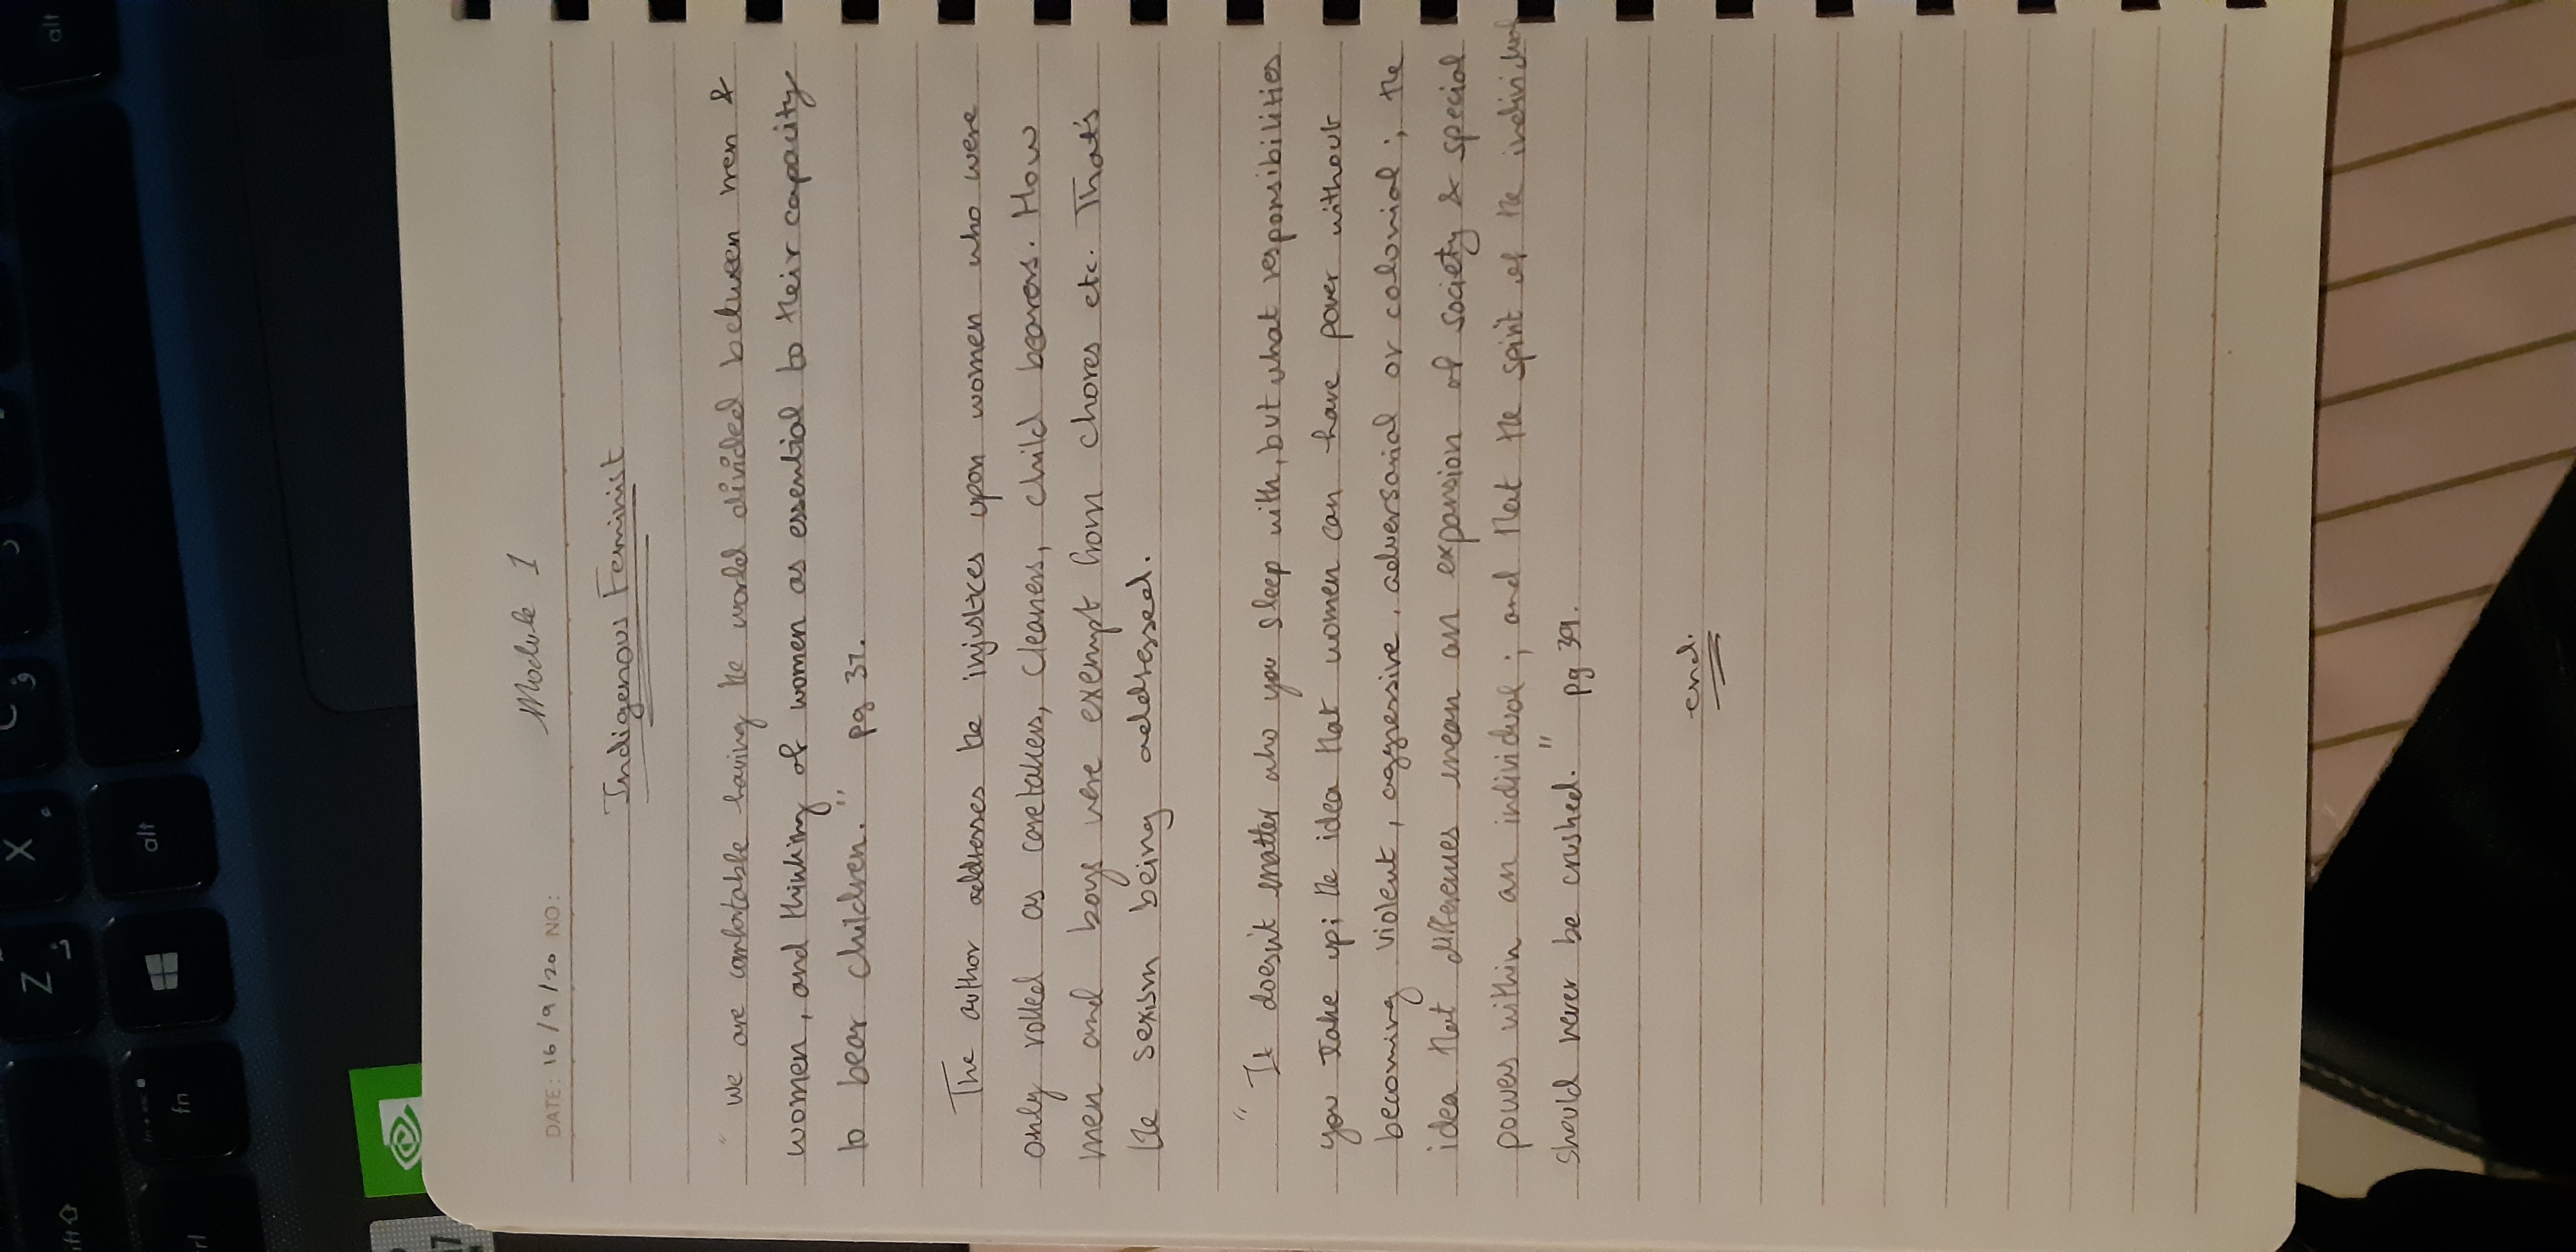 Z
X
alt
ift
fn
alt
rl
17
Module 1
DATE: 16/9/20 NO:
Indigenous Feminist
" We are comfortable having the world divided between men &
women, and thinking of women as essential to their capacity
to bear children." pg 37.
The author addresses the injustices upon women who were
only rolled as caretakers, cleaners, child bearers. How
men and boys were exempt from chores etc. That's
the sexism being addressed.
" It doesn't matter who you sleep with, but what responsibilities
you take up; the idea that women can have power without
becoming violent, aggressive, adversarial or colonial; the
idea that differences mean an expansion of society & special
powers within an individual; and that the spirit of the individual
should never be crushed." pg 39.
end.